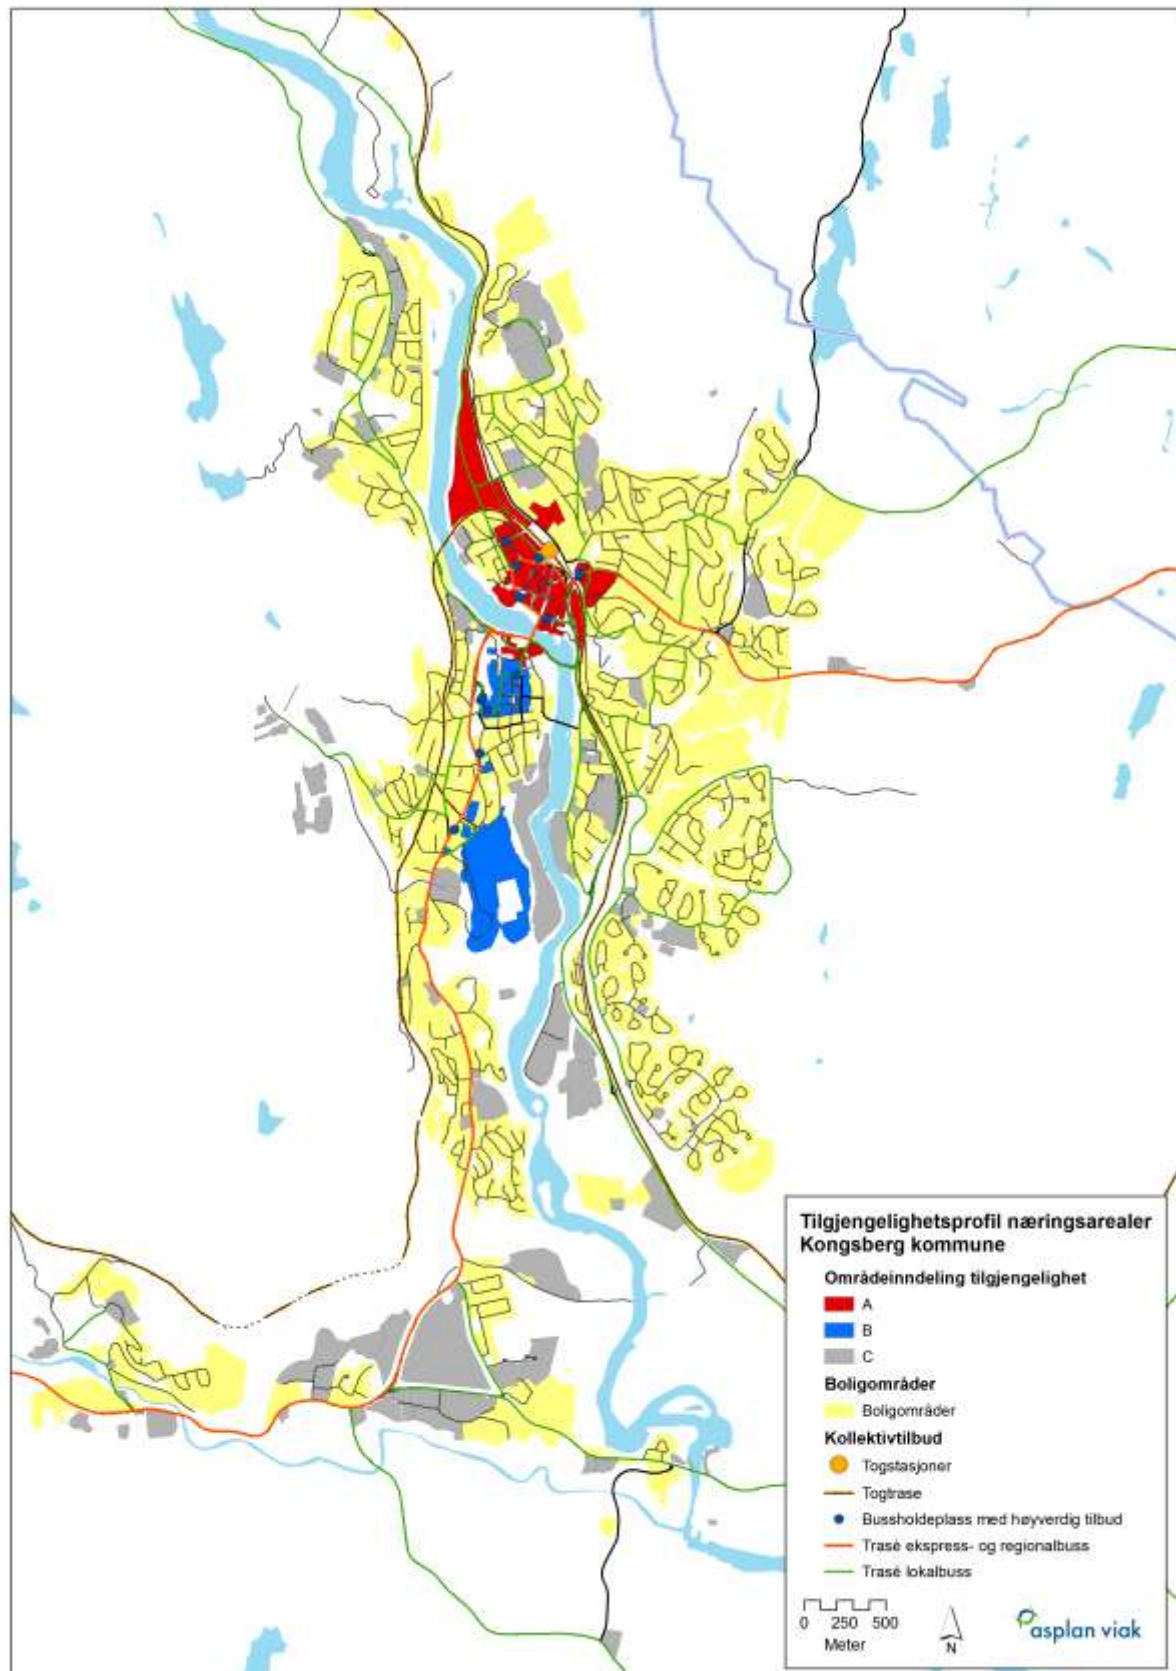 Tilgjengelighetsprofil næringsarealer
Kongsberg kommune
Områdeinndeling tilgjengelighet
A
B
C
Boligområder
Boligområder
Kollektivtilbud
Togstasjoner
Togtrase
Bussholdeplass med høyverdig tilbud
Trasé ekspress- og regionalbuss
Trasé lokalbuss
0 250 500
Meter
N
asplan viak